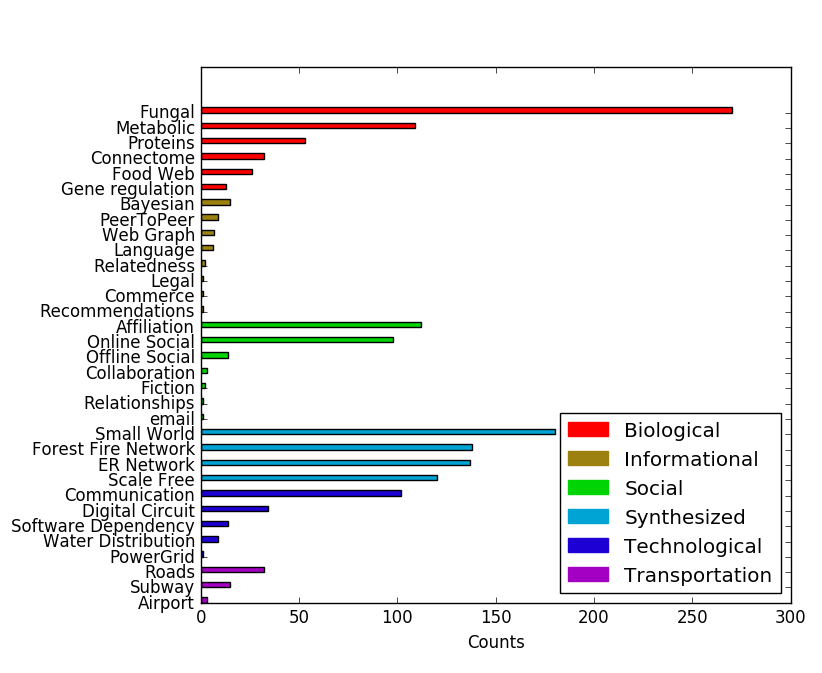 Fungal
Metabolic
Proteins
Connectome
Food Web
Gene regulation
Bayesian
PeerToPeer
Web Graph
Language
Relatedness
Legal
Commerce
Recommendations
Affiliation
Online Social
Offline Social
Collaboration
Fiction
Relationships
email
Small World
Forest Fire Network
ER Network
Scale Free
Communication
Digital Circuit
Software Dependency
Water Distribution
PowerGrid
Roads
Subway
Airport
Biological
Informational
Social
Synthesized
Technological
Transportation
0 50 100 150 200 250 300
Counts